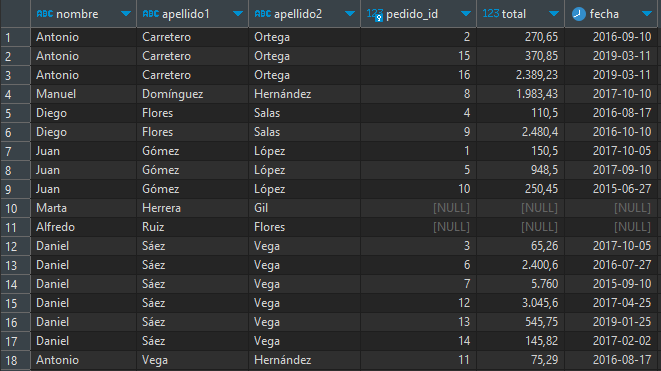 ABC nombre ABC apellido1 ABC apellido2 123 pedido_id 123 total fecha
1 Antonio Carretero Ortega 2 270,65 2016-09-10
2 Antonio Carretero Ortega 15 370,85 2019-03-11
3 Antonio Carretero Ortega 16 2.389,23 2019-03-11
4 Manuel Domínguez Hernández 8 1.983,43 2017-10-10
5 Diego Flores Salas 4 110,5 2016-08-17
6 Diego Flores Salas 9 2.480,4 2016-10-10
7 Juan Gómez López 1 150,5 2017-10-05
8 Juan Gómez López 5 948,5 2017-09-10
9 Juan Gómez López 10 250,45 2015-06-27
10 Marta Herrera Gil [NULL] [NULL] [NULL]
11 Alfredo Ruiz Flores [NULL] [NULL] [NULL]
12 Daniel Sáez Vega 3 65,26 2017-10-05
13 Daniel Sáez Vega 6 2.400,6 2016-07-27
14 Daniel Sáez Vega 7 5.760 2015-09-10
15 Daniel Sáez Vega 12 3.045,6 2017-04-25
16 Daniel Sáez Vega 13 545,75 2019-01-25
17 Daniel Sáez Vega 14 145,82 2017-02-02
18 Antonio Vega Hernández 11 75,29 2016-08-17